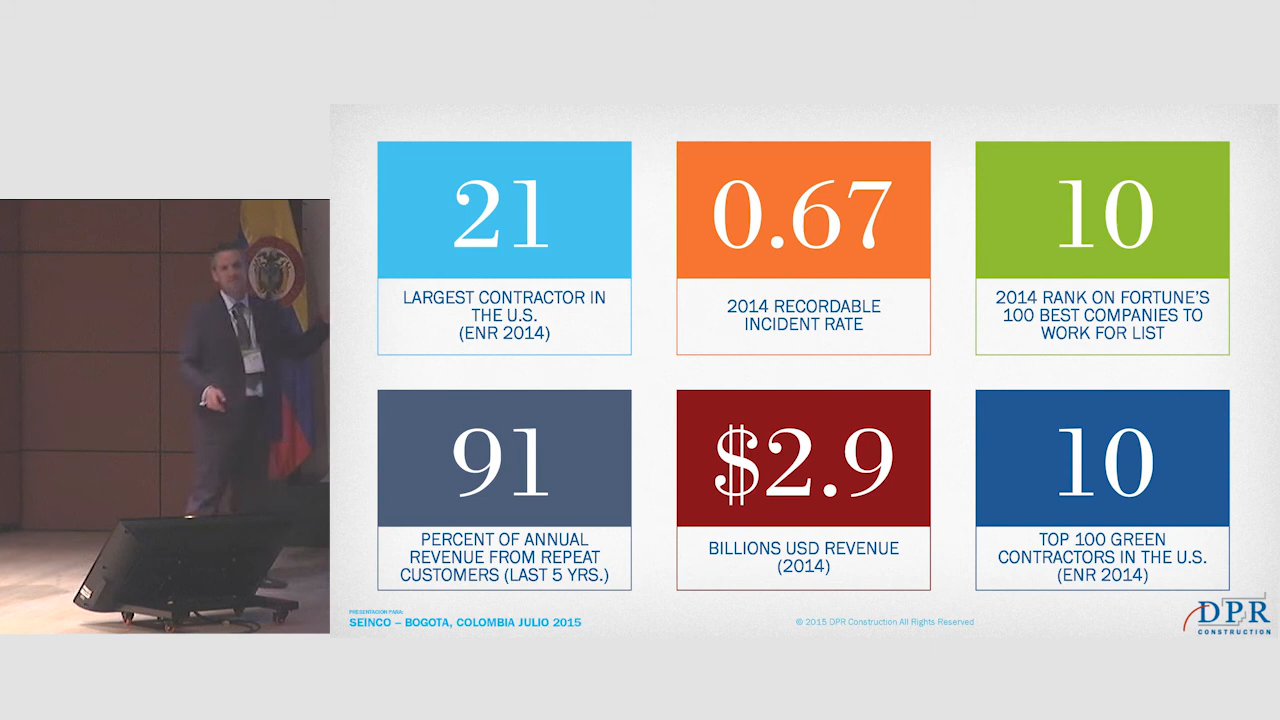 21
LARGEST CONTRACTOR IN
THE U.S.
(ENR 2014)
0.67
2014 RECORDABLE
INCIDENT RATE
10
2014 RANK ON FORTUNE'S
100 BEST COMPANIES TO
WORK FOR LIST
91
PERCENT OF ANNUAL
REVENUE FROM REPEAT
CUSTOMERS (LAST 5 YRS.)
$2.9
BILLIONS USD REVENUE
(2014)
10
TOP 100 GREEN
CONTRACTORS IN THE U.S.
(ENR 2014)
PRESENTACION PARA:
SEINCO – BOGOTA, COLOMBIA JULIO 2015
© 2015 DPR Construction All Rights Reserved
DPR
CONSTRUCTION